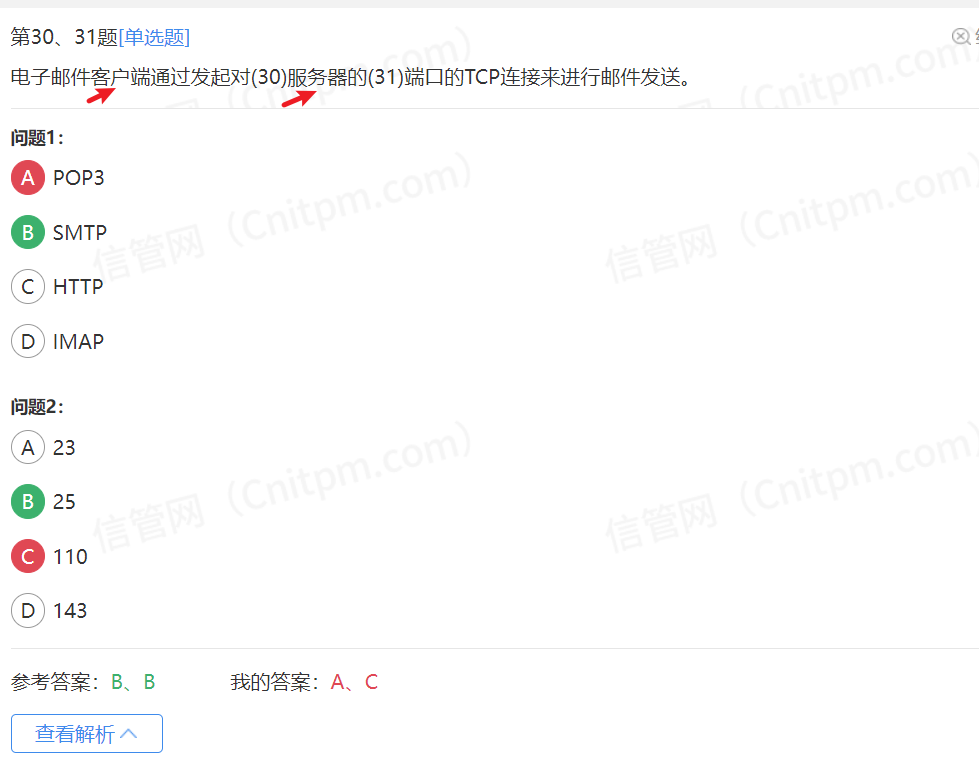 第30、31题[单选题]
电子邮件客户端通过发起对(30)服务器的(31)端口的TCP连接来进行邮件发送。
问题1:
A POP3
B SMTP
C HTTP
D IMAP
问题2:
A 23
B 25
C 110
D 143
参考答案: B、B 我的答案: A、C
查看解析
信管网（Cnitpm.com）
信管网（Cnitpm.com）
信管网（Cnitpm.com）
信管网（Cnitpm.com）